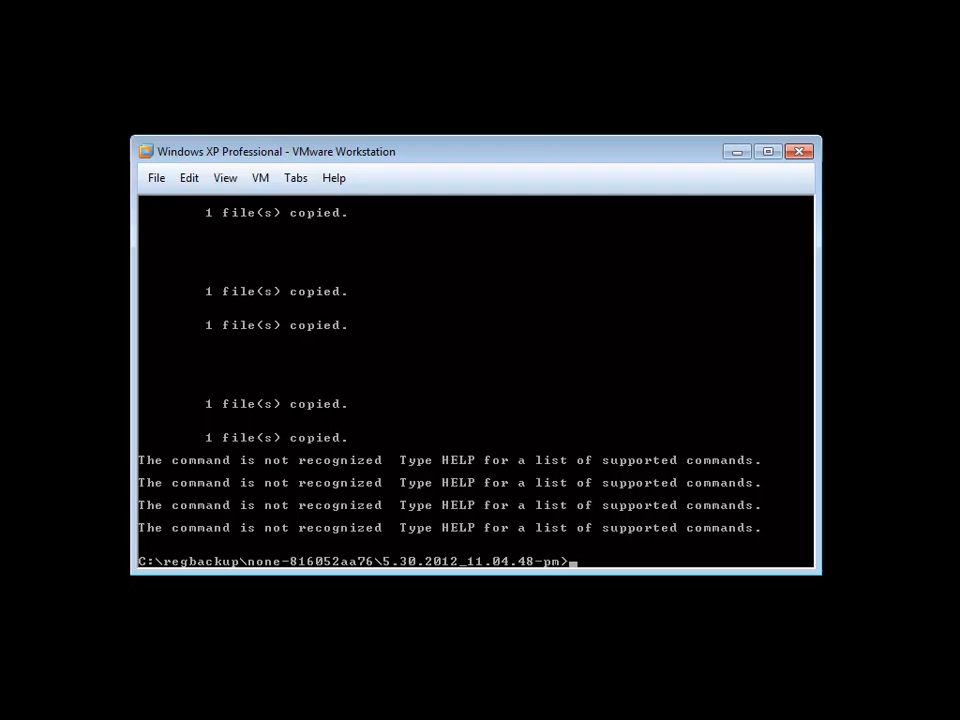 Windows XP Professional - VMware Workstation
File Edit View VM Tabs Help
1 file(s) copied.
1 file(s) copied.
1 file(s) copied.
1 file(s) copied.
1 file(s) copied.
The command is not recognized  Type HELP for a list of supported commands.
The command is not recognized  Type HELP for a list of supported commands.
The command is not recognized  Type HELP for a list of supported commands.
The command is not recognized  Type HELP for a list of supported commands.
C:\regbackup\none-816052aa76\5.30.2012_11.04.48-pm>